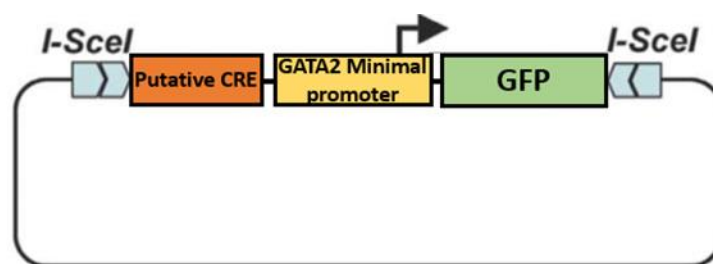 I-SceI
I-SceI
Putative CRE
GATA2 Minimal
promoter
GFP